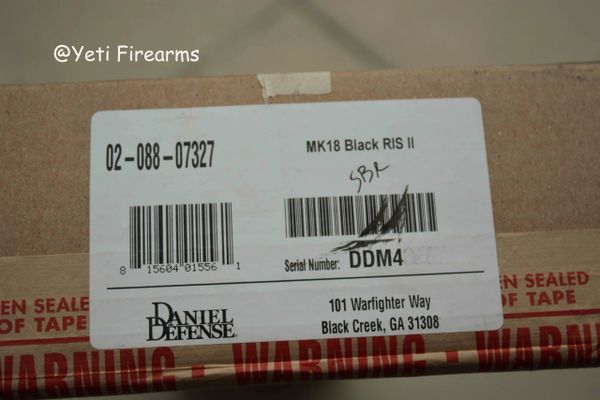 @Yeti Firearms
02-088-07327
MK18 Black RIS II
SBR
8 15604 01556 1
Serial Number: DDM4
DANIEL DEFENSE
101 Warfighter Way
Black Creek, GA 31308
EN SEALE
OF TAPE
EN SEALED
OF TAPE
WARNING • WARNING • WARN